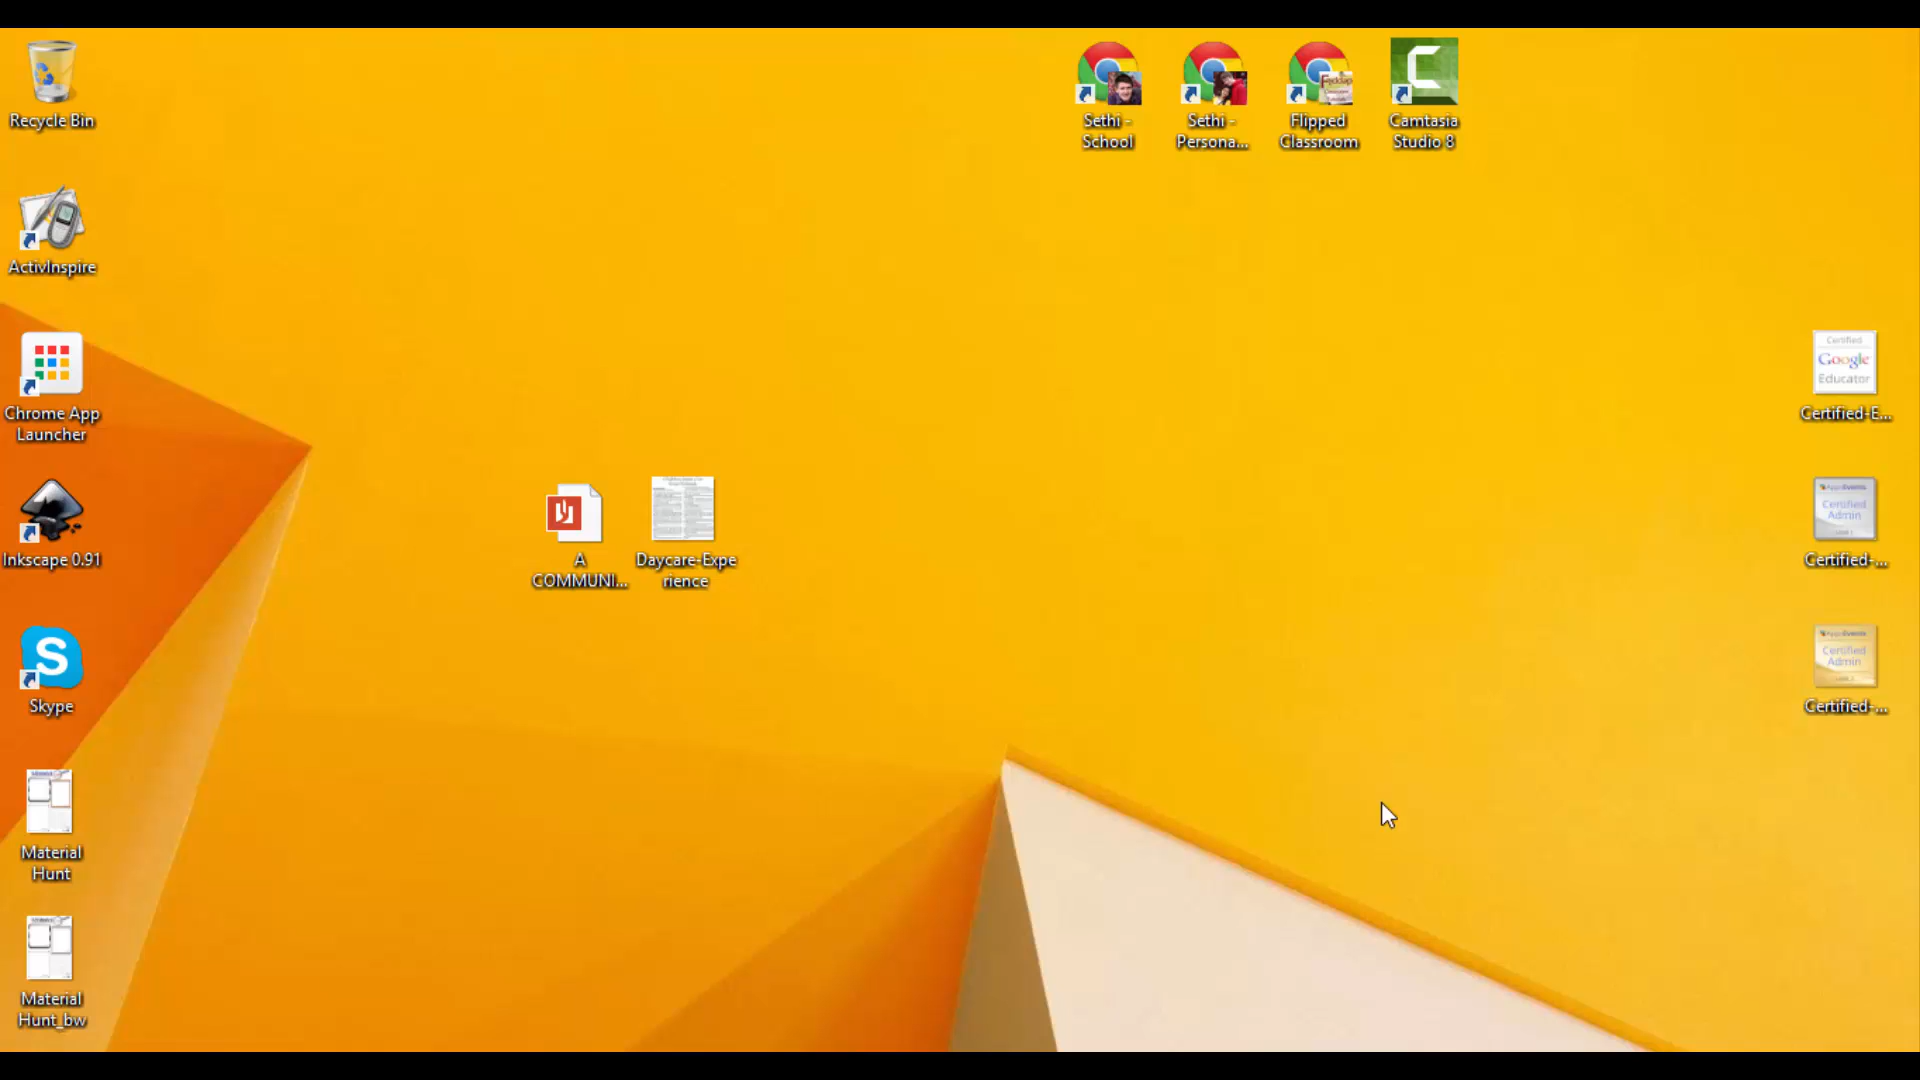 Recycle Bin
Sethi -
School
Sethi -
Persona...
Flipped
Classroom
Camtasia
Studio 8
ActivInspire
Chrome App
Launcher
Certified
Google
Educator
Certified-E...
Inkscape 0.91
A
COMMUNI...
Daycare-Expe
rience
Certified
Admin
Certified-...
S
Skype
Certified
Admin
Certified-...
Material
Hunt
Material
Hunt_bw